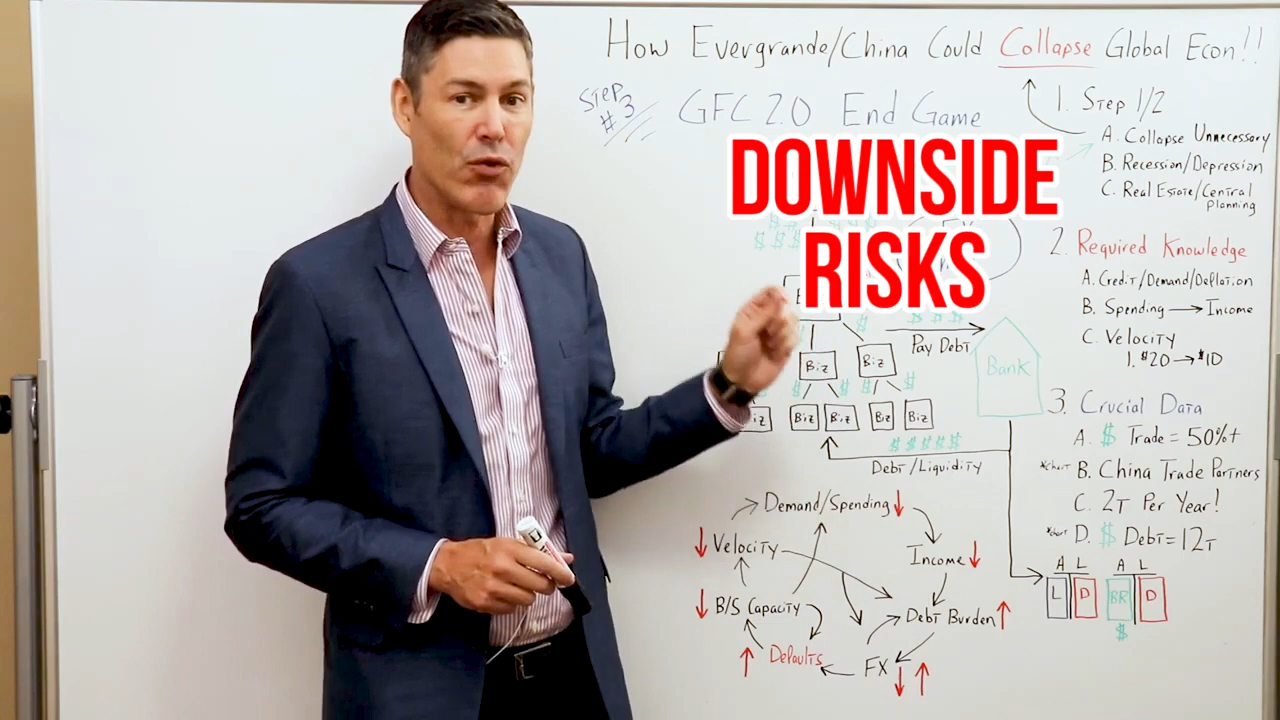 How Evergrande/China Could Collapse Global Econ!!
Step #3
GFC 2.0 End Game
DOWNSIDE
RISKS
1. Step 1/2
A. Collapse Unnecessary
B. Recession/Depression
C. Real Estate/Central
Planning
2. Required Knowledge
A. Credit/Demand/Deflation
B. Spending → Income
C. Velocity
1. $20 → $10
3. Crucial Data
A. $ Trade = 50%+
*chart B. China Trade Partners
C. 2T Per Year!
*chart D. $ Debt = 12T
$ $
$ $ $
$ $ $
$
Pay Debt
Bank
Biz
Biz
$ $ $ $
Biz
Biz
Biz
Biz
Biz
$ $ $ $ $
Debt/Liquidity
Demand/Spending ↓
↓ Velocity
Income ↓
↓ B/S Capacity
Debt Burden ↑
↑ Defaults
FX ↓ ↑
A L A L
L D BR D
$